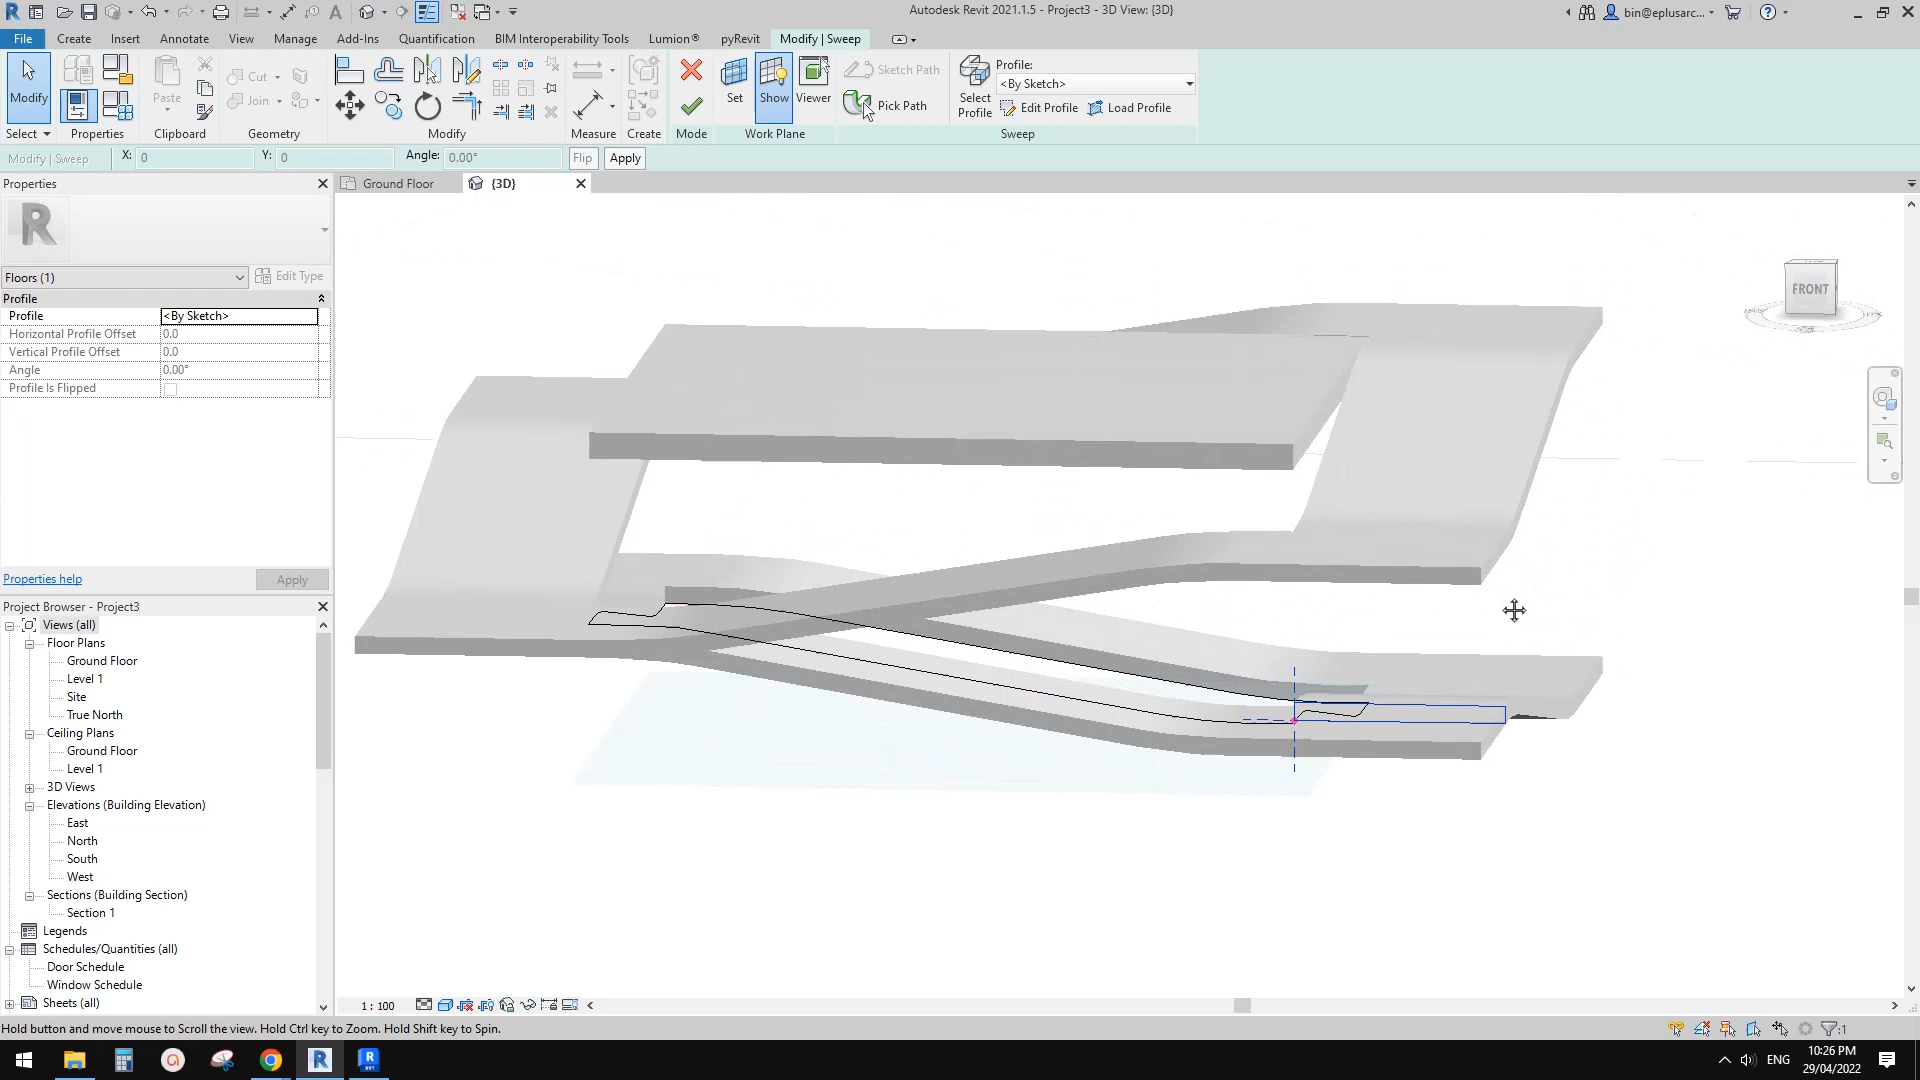 Autodesk Revit 2021.1.5 - Project3 - 3D View: {3D}
bin@eplusarc...
File Create Insert Annotate View Manage Add-Ins Quantification BIM Interoperability Tools Lumion® pyRevit Modify | Sweep
Modify
Paste
Cut
Join
Set
Show
Viewer
Sketch Path
Pick Path
Select
Profile
Profile:
<By Sketch>
Edit Profile
Load Profile
Select Properties Clipboard Geometry Modify Measure Create Mode Work Plane Sweep
Modify | Sweep X: 0 Y: 0 Angle: 0.00° Flip Apply
Properties
Ground Floor {3D}
R
Floors (1) Edit Type
Profile
Profile <By Sketch>
Horizontal Profile Offset 0.0
Vertical Profile Offset 0.0
Angle 0.00°
Profile Is Flipped
FRONT
Properties help Apply
Project Browser - Project3
Views (all)
Floor Plans
Ground Floor
Level 1
Site
True North
Ceiling Plans
Ground Floor
Level 1
3D Views
Elevations (Building Elevation)
East
North
South
West
Sections (Building Section)
Section 1
Legends
Schedules/Quantities (all)
Door Schedule
Window Schedule
Sheets (all)
1 : 100
Hold button and move mouse to Scroll the view. Hold Ctrl key to Zoom. Hold Shift key to Spin.
:1
ENG
10:26 PM
29/04/2022